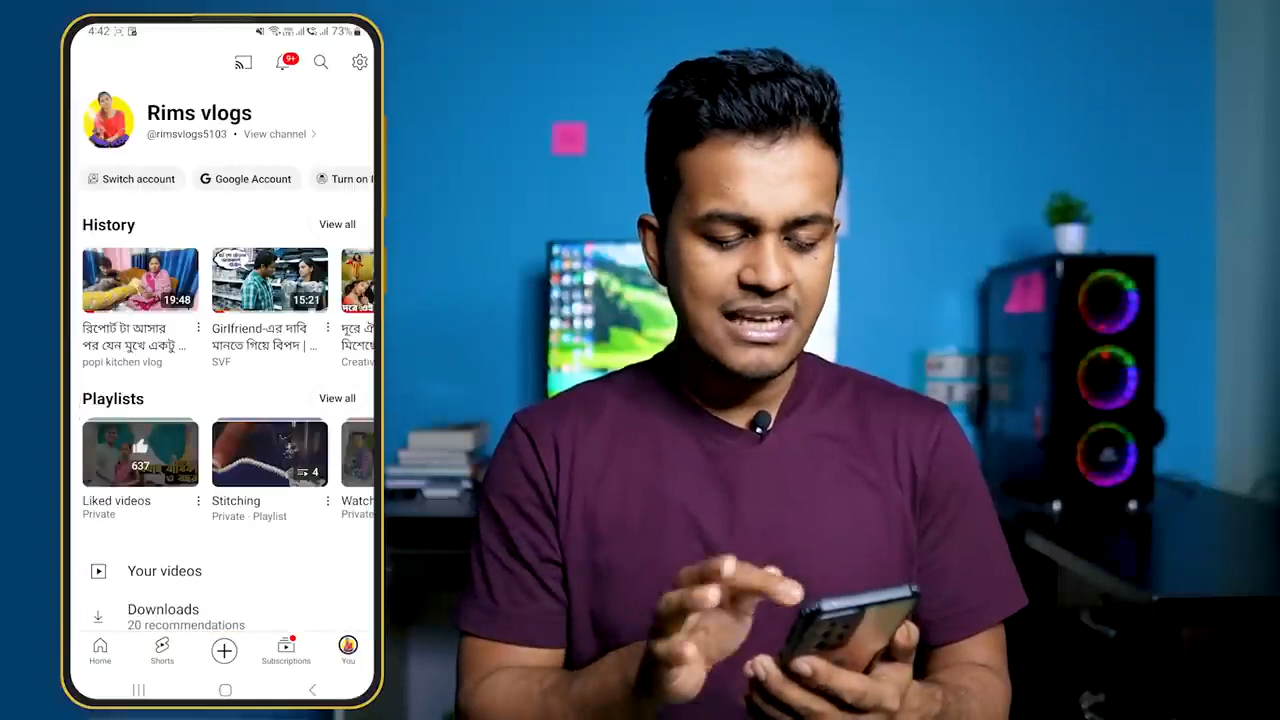 4:42
73%
9+
Rims vlogs
@rimsvlogs5103 • View channel
Switch account
Google Account
Turn on
History
View all
19:48
15:21
রিপোর্ট টা আসার
পর যেন মুখে একটু ...
popi kitchen vlog
Girlfriend-এর দাবি
মানতে গিয়ে বিপদ | ...
SVF
দূরে
মিশেছে
Creativ
Playlists
View all
637
4
Liked videos
Private
Stitching
Private · Playlist
Watch
Private
Your videos
Downloads
20 recommendations
Home
Shorts
Subscriptions
You